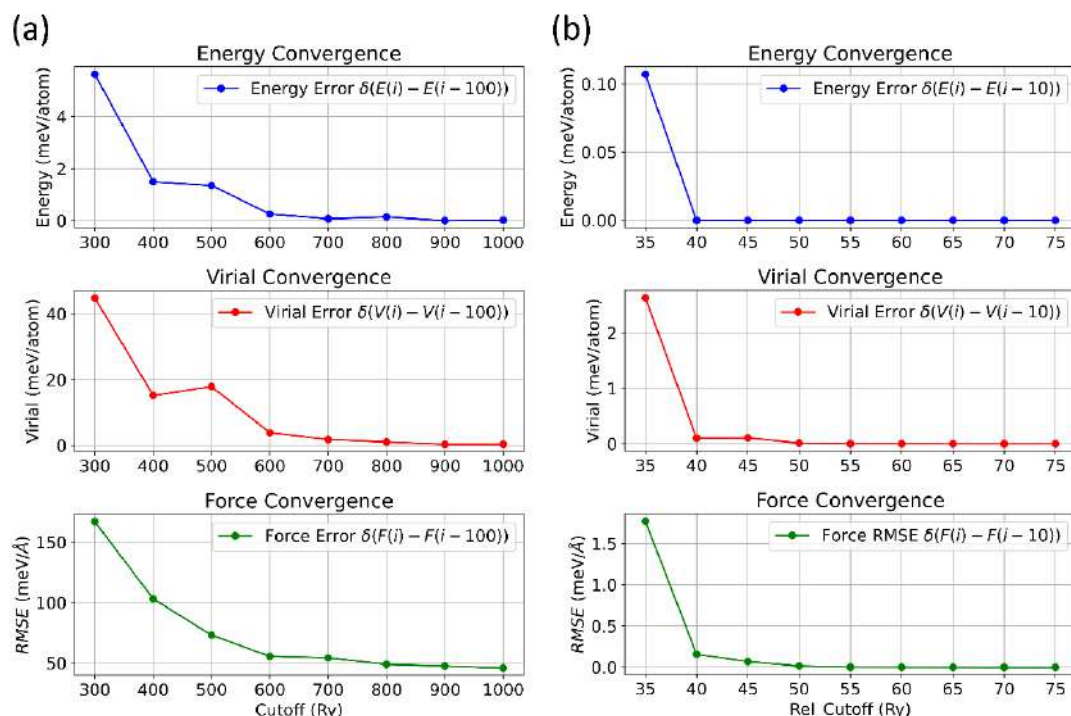 (a)
Energy Convergence
Energy (meV/atom)
4
2
0
Energy Error δ(E(i) − E(i − 100))
300 400 500 600 700 800 900 1000
Virial Convergence
Virial (meV/atom)
40
20
0
Virial Error δ(V(i) − V(i − 100))
300 400 500 600 700 800 900 1000
Force Convergence
RMSE (meV/Å)
150
100
50
Force Error δ(F(i) − F(i − 100))
300 400 500 600 700 800 900 1000
Cutoff (Ry)
(b)
Energy Convergence
Energy (meV/atom)
0.10
0.05
0.00
Energy Error δ(E(i) − E(i − 10))
35 40 45 50 55 60 65 70 75
Virial Convergence
Virial (meV/atom)
2
1
0
Virial Error δ(V(i) − V(i − 10))
35 40 45 50 55 60 65 70 75
Force Convergence
RMSE (meV/Å)
1.5
1.0
0.5
0.0
Force RMSE δ(F(i) − F(i − 10))
35 40 45 50 55 60 65 70 75
Rel_Cutoff (Ry)